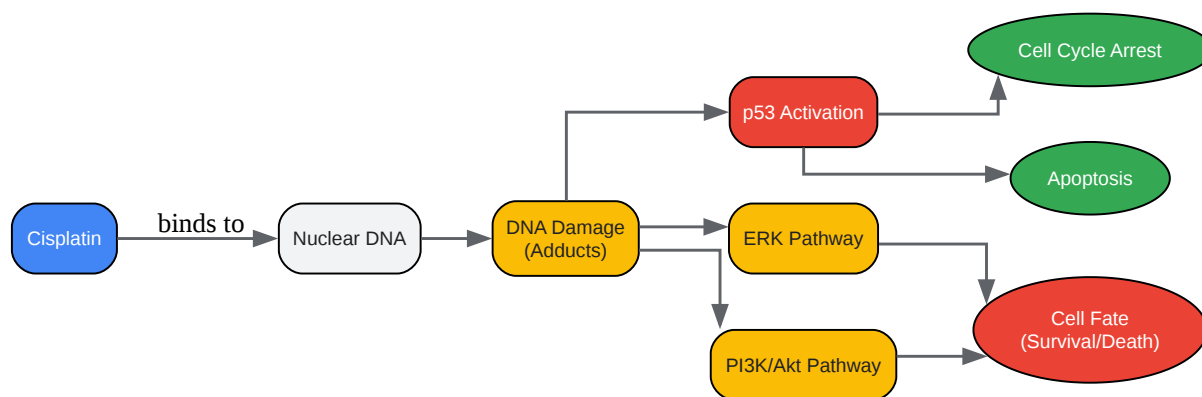 Cell Cycle Arrest
p53 Activation
Apoptosis
binds to
Cisplatin
Nuclear DNA
DNA Damage
(Adducts)
ERK Pathway
Cell Fate
(Survival/Death)
PI3K/Akt Pathway